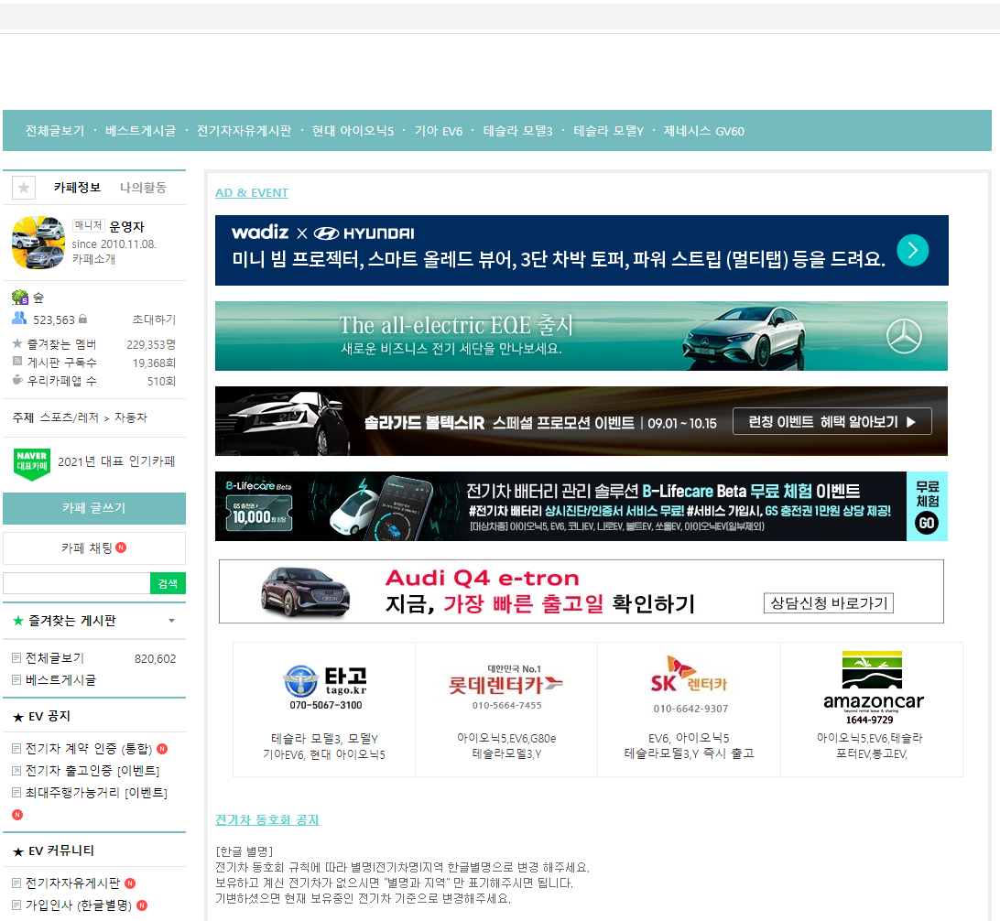 전체글보기 · 베스트게시글 · 전기차자유게시판 · 현대 아이오닉5 · 기아 EV6 · 테슬라 모델3 · 테슬라 모델Y · 제네시스 GV60
카페정보 나의활동
매니저 운영자
since 2010.11.08.
카페소개
숲
523,563 초대하기
즐겨찾는 멤버 229,353명
게시판 구독수 19,368회
우리카페앱 수 510회
주제 스포츠/레저 > 자동차
NAVER
대표카페
2021년 대표 인기카페
카페 글쓰기
카페 채팅 N
검색
★ 즐겨찾는 게시판
전체글보기 820,602
베스트게시글
★ EV 공지
전기차 계약 인증 (통합) N
전기차 출고인증 [이벤트]
최대주행가능거리 [이벤트]
N
★ EV 커뮤니티
전기차자유게시판 N
가입인사 (한글별명) N
AD & EVENT
wadiz X HYUNDAI
미니 빔 프로젝터, 스마트 올레드 뷰어, 3단 차박 토퍼, 파워 스트립 (멀티탭) 등을 드려요.
The all-electric EQE 출시
새로운 비즈니스 전기 세단을 만나보세요.
솔라가드 볼텍스IR 스페셜 프로모션 이벤트 | 09.01 ~ 10.15 런칭 이벤트 혜택 알아보기 ▶
B-Lifecare Beta
GS 충전권
10,000원 상당
전기차 배터리 관리 솔루션 B-Lifecare Beta 무료 체험 이벤트
#전기차 배터리 상시진단/인증서 서비스 무료! #서비스 가입시, GS 충전권 1만원 상당 제공!
[대상차종] 아이오닉5, EV6, 코나EV, 니로EV, 볼트EV, 쏘울EV, 아이오닉EV(일부제외)
무료
체험
GO
Audi Q4 e-tron
지금, 가장 빠른 출고일 확인하기
상담신청 바로가기
타고
tago.kr
070-5067-3100
테슬라 모델3, 모델Y
기아EV6, 현대 아이오닉5
대한민국 No.1
롯데렌터카
010-5664-7455
아이오닉5,EV6,G80e
테슬라모델3,Y
SK 렌터카
010-6642-9307
EV6, 아이오닉5
테슬라모델3,Y 즉시 출고
amazoncar
beyond rental lease & sharing
1644-9729
아이오닉5,EV6,테슬라
포터EV,봉고EV,
전기차 동호회 공지
[한글 별명]
전기차 동호회 규칙에 따라 별명|전기차명|지역 한글별명으로 변경 해주세요.
보유하고 계신 전기차가 없으시면 "별명과 지역" 만 표기해주시면 됩니다.
기변하셨으면 현재 보유중인 전기차 기준으로 변경해주세요.